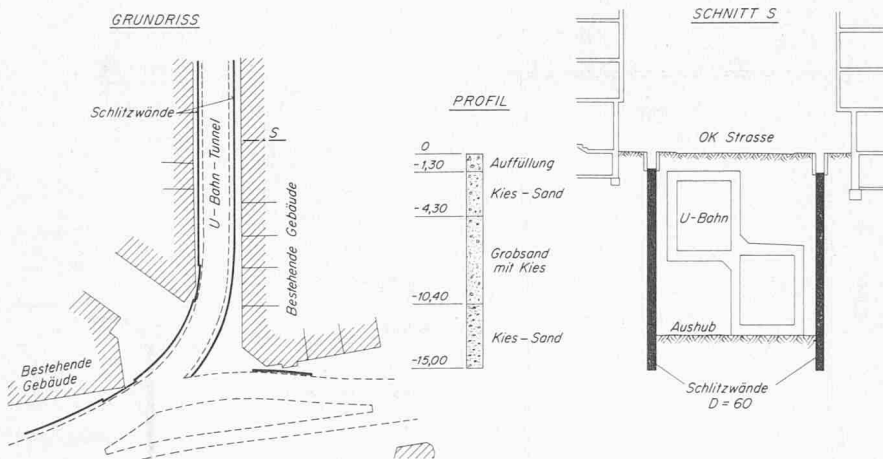 GRUNDRISS
Schlitzwände
U-Bahn-Tunnel
S
Bestehende Gebäude
Bestehende
Gebäude
PROFIL
0
-1,30
-4,30
-10,40
-15,00
Auffüllung
Kies-Sand
Grobsand
mit Kies
Kies-Sand
SCHNITT S
OK Strasse
U-Bahn
Aushub
Schlitzwände
D=60